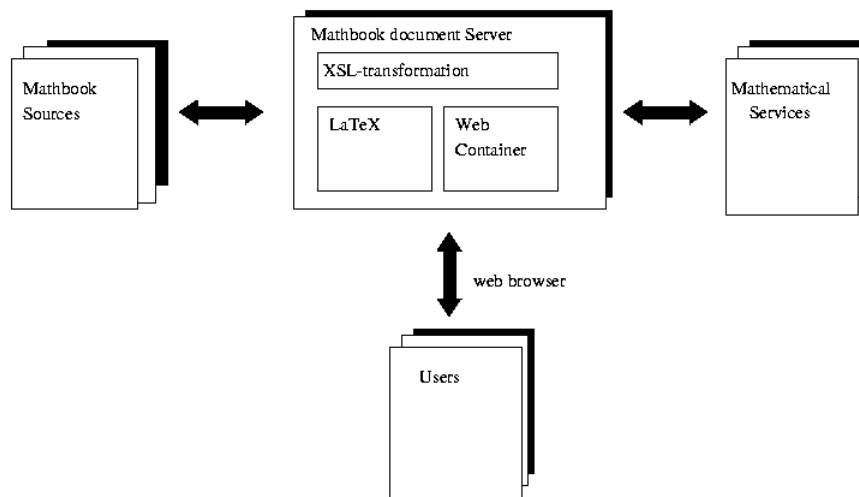 Mathbook
Sources
Mathbook document Server
XSL-transformation
LaTeX
Web
Container
Mathematical
Services
web browser
Users